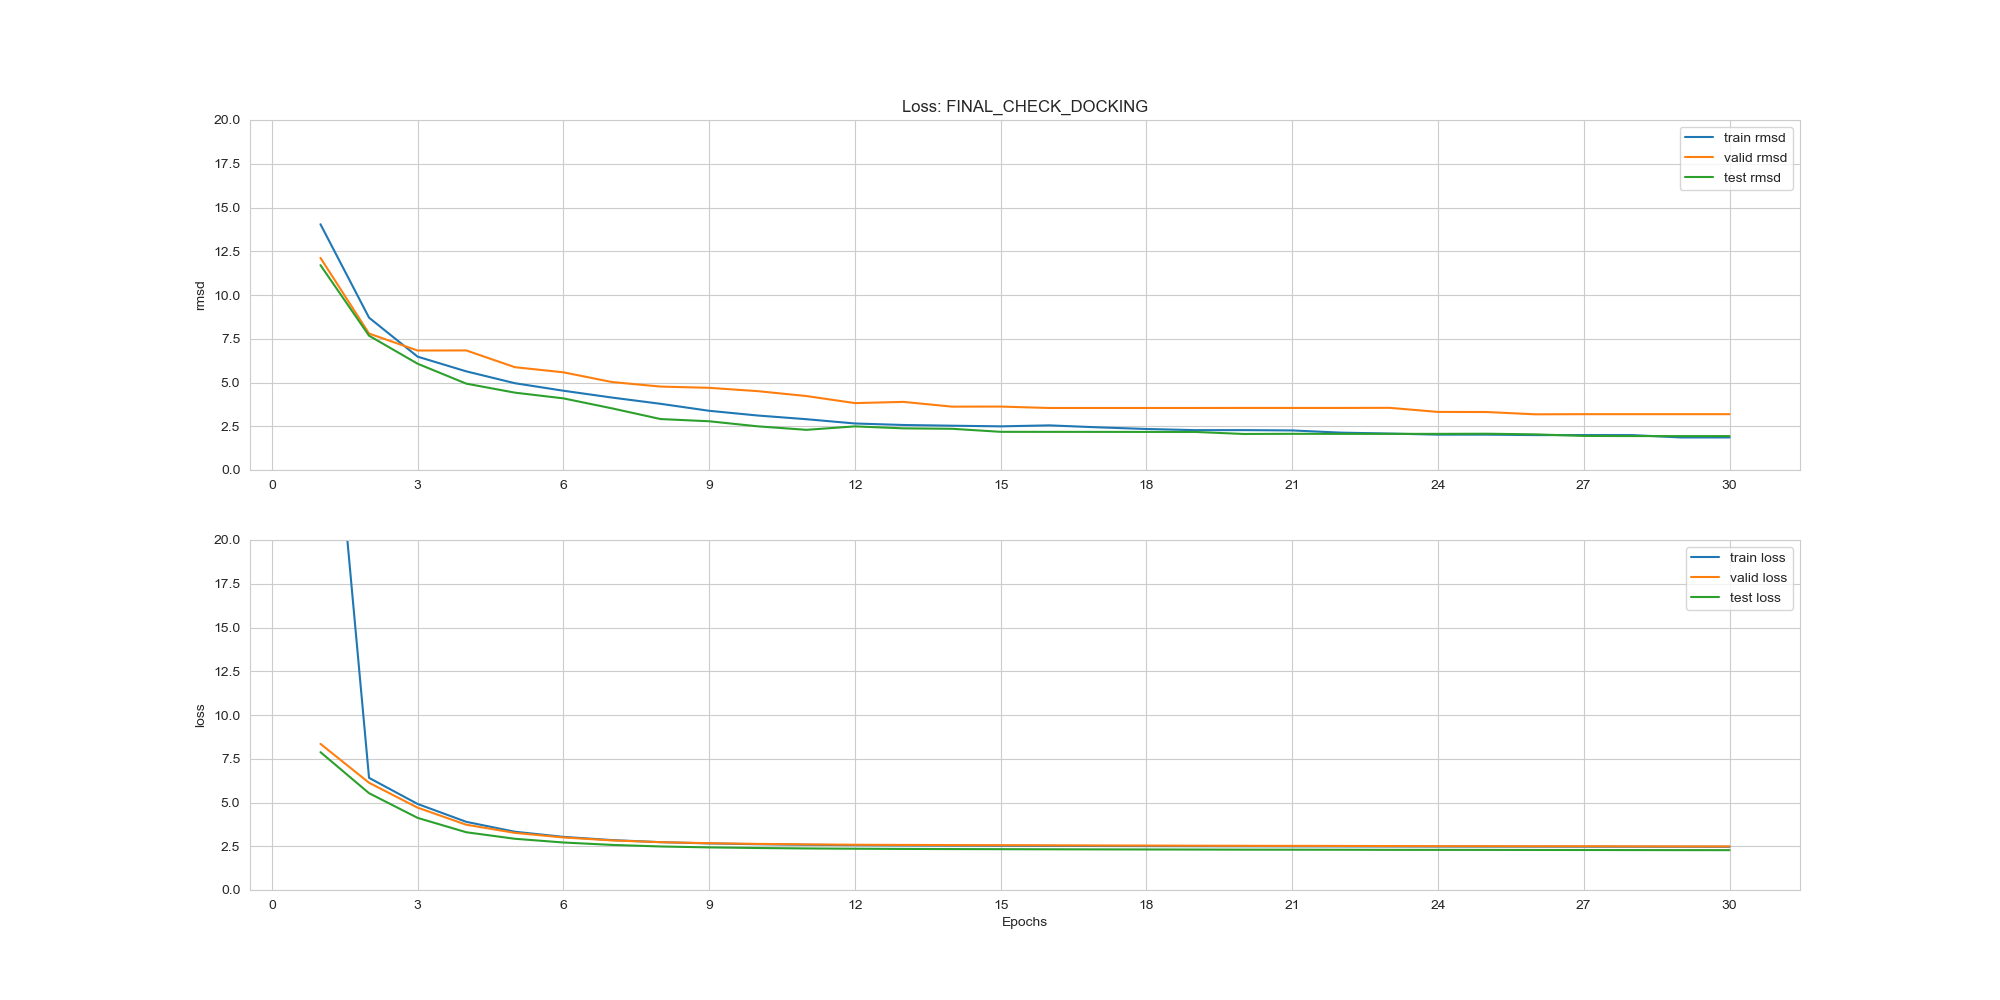 Loss: FINAL_CHECK_DOCKING
20.0
17.5
15.0
12.5
10.0
7.5
5.0
2.5
0.0
rmsd
train rmsd
valid rmsd
test rmsd
0 3 6 9 12 15 18 21 24 27 30
20.0
17.5
15.0
12.5
10.0
7.5
5.0
2.5
0.0
loss
train loss
valid loss
test loss
0 3 6 9 12 15 18 21 24 27 30
Epochs